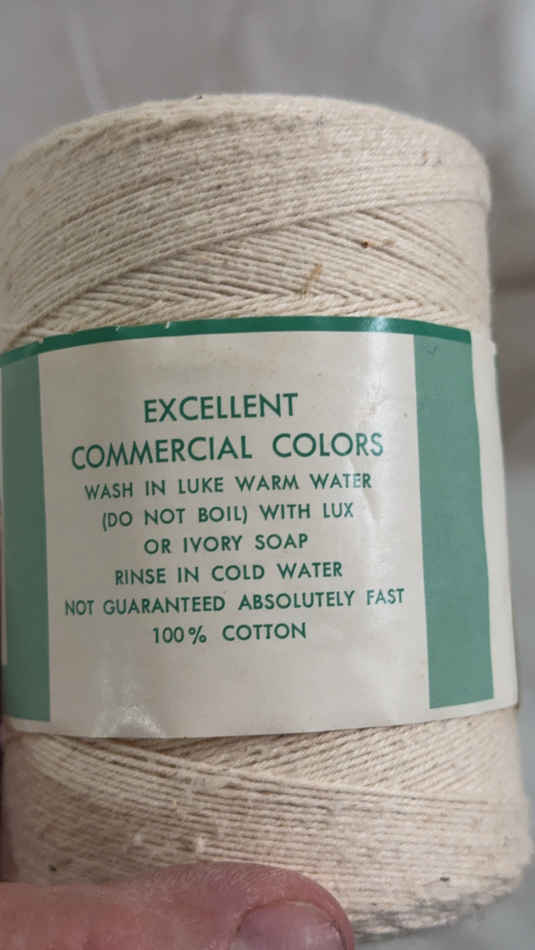 EXCELLENT
COMMERCIAL COLORS
WASH IN LUKE WARM WATER
(DO NOT BOIL) WITH LUX
OR IVORY SOAP
RINSE IN COLD WATER
NOT GUARANTEED ABSOLUTELY FAST
100% COTTON